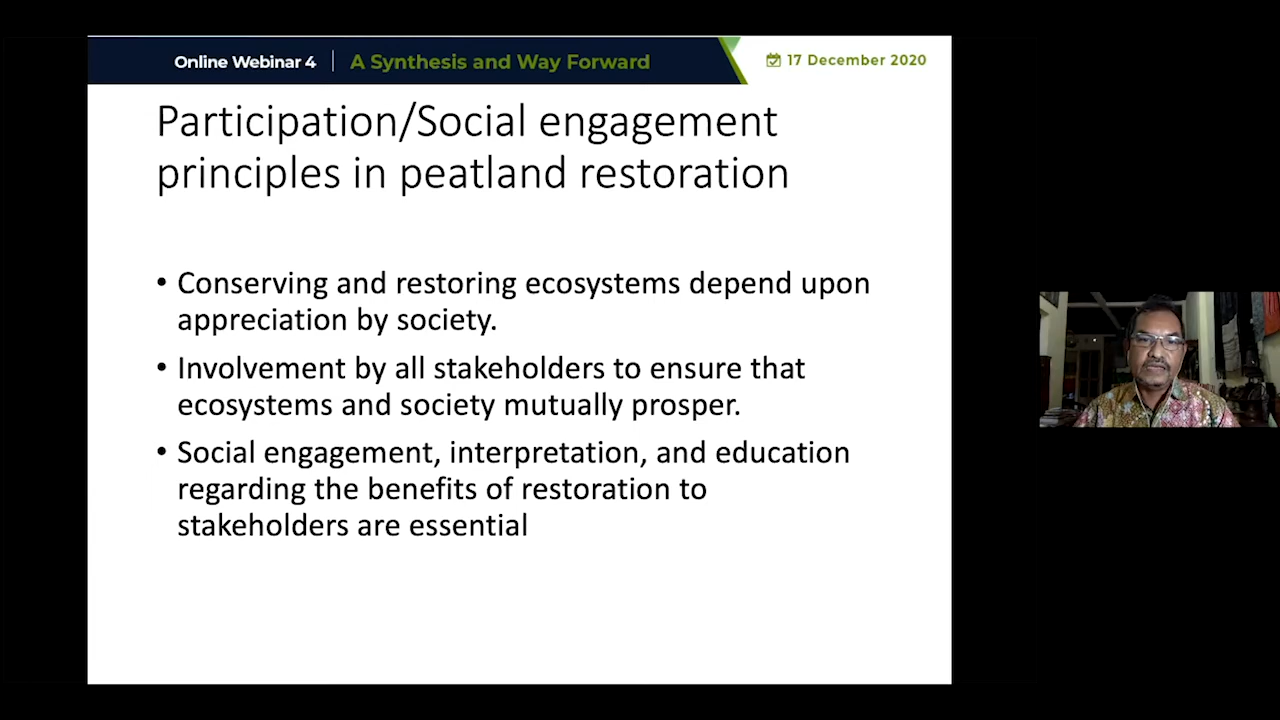 Online Webinar 4 | A Synthesis and Way Forward
17 December 2020
Participation/Social engagement
principles in peatland restoration
• Conserving and restoring ecosystems depend upon
appreciation by society.
• Involvement by all stakeholders to ensure that
ecosystems and society mutually prosper.
• Social engagement, interpretation, and education
regarding the benefits of restoration to
stakeholders are essential